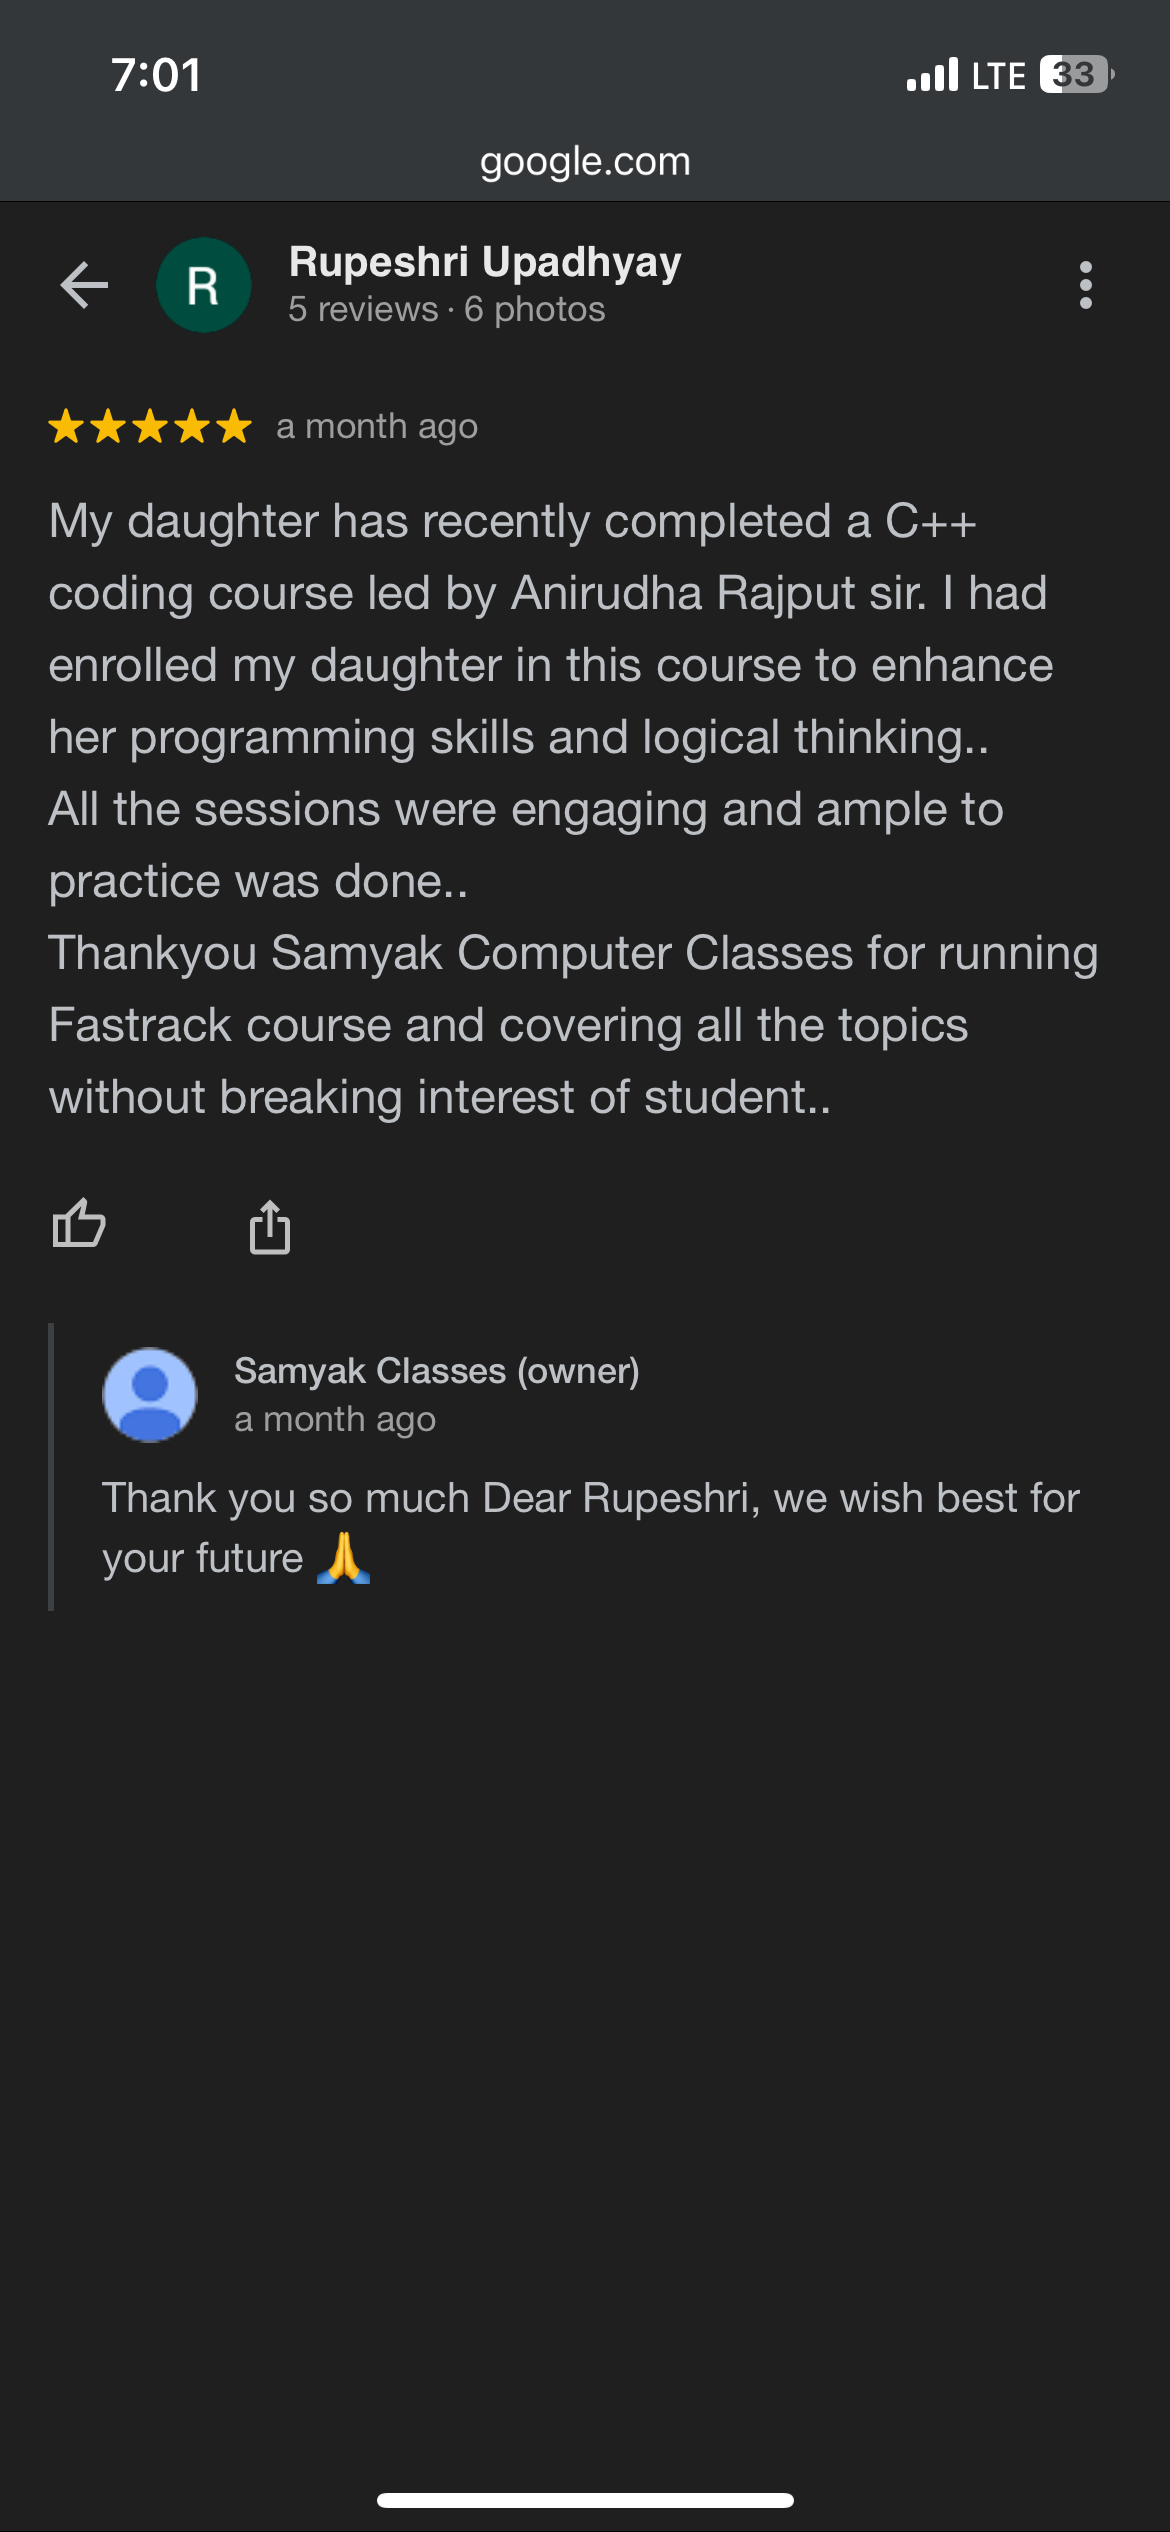 7:01 LTE 33
google.com
R
Rupeshri Upadhyay
5 reviews · 6 photos
a month ago
My daughter has recently completed a C++
coding course led by Anirudha Rajput sir. I had
enrolled my daughter in this course to enhance
her programming skills and logical thinking..
All the sessions were engaging and ample to
practice was done..
Thankyou Samyak Computer Classes for running
Fastrack course and covering all the topics
without breaking interest of student..
Samyak Classes (owner)
a month ago
Thank you so much Dear Rupeshri, we wish best for
your future 🙏